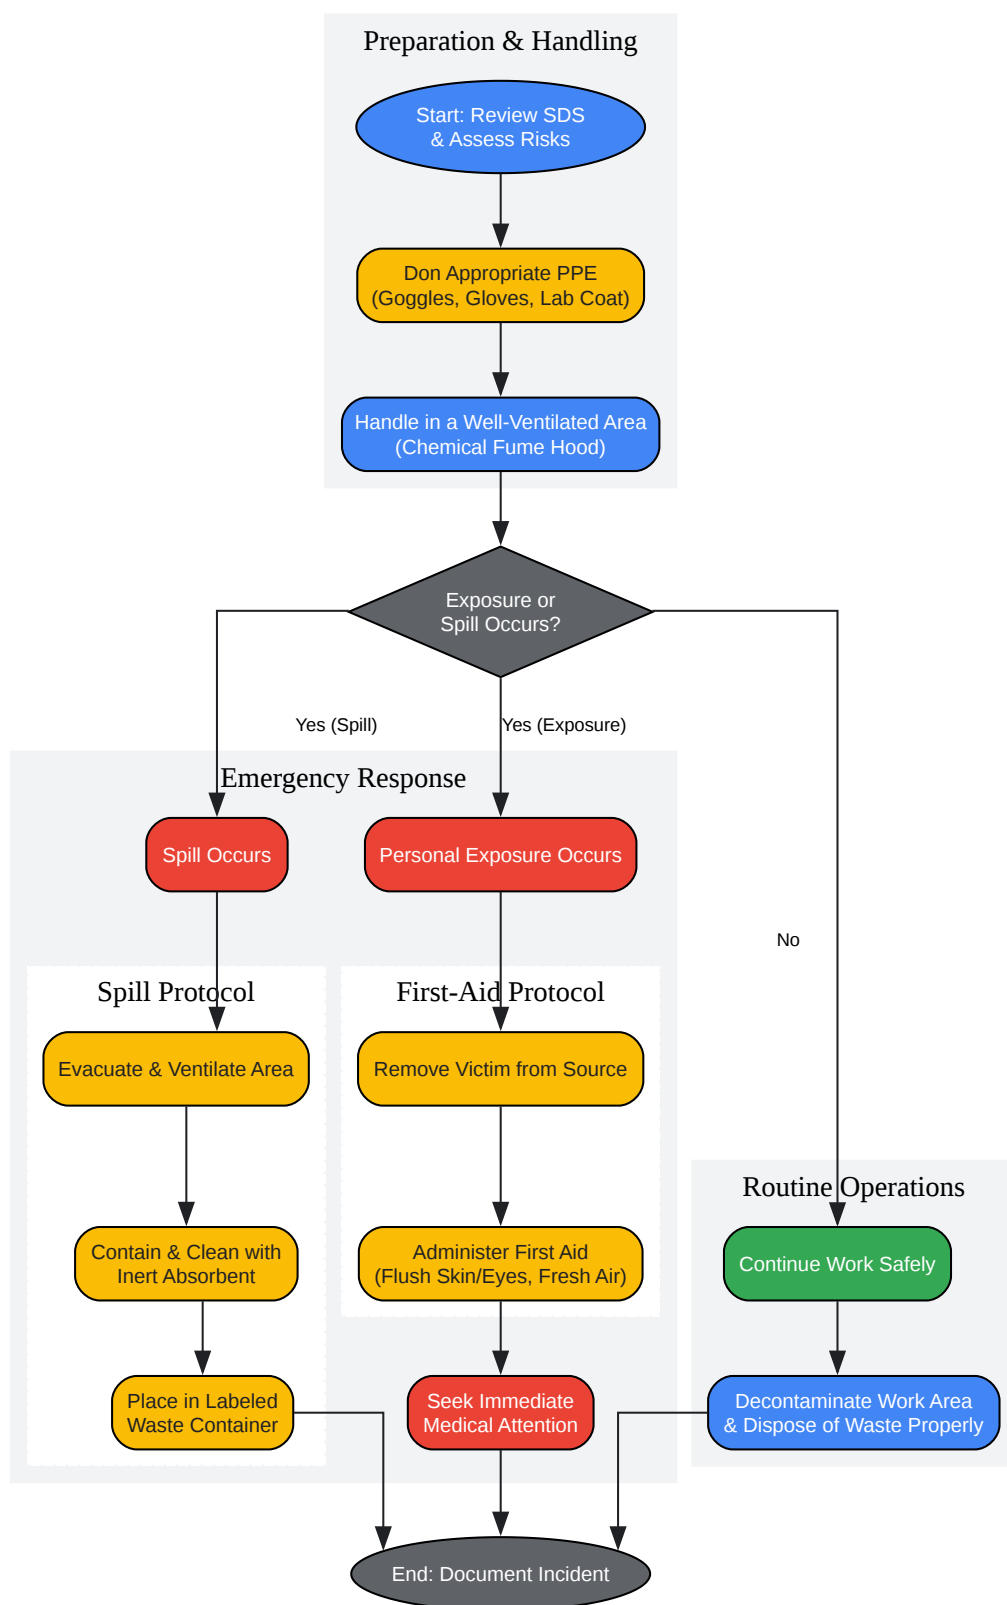 Preparation & Handling
Start: Review SDS
& Assess Risks
Don Appropriate PPE
(Goggles, Gloves, Lab Coat)
Handle in a Well-Ventilated Area
(Chemical Fume Hood)
Exposure or
Spill Occurs?
Yes (Spill)
Yes (Exposure)
Emergency Response
Spill Occurs
Personal Exposure Occurs
No
Spill Protocol
First-Aid Protocol
Evacuate & Ventilate Area
Remove Victim from Source
Routine Operations
Contain & Clean with
Inert Absorbent
Administer First Aid
(Flush Skin/Eyes, Fresh Air)
Continue Work Safely
Place in Labeled
Waste Container
Seek Immediate
Medical Attention
Decontaminate Work Area
& Dispose of Waste Properly
End: Document Incident